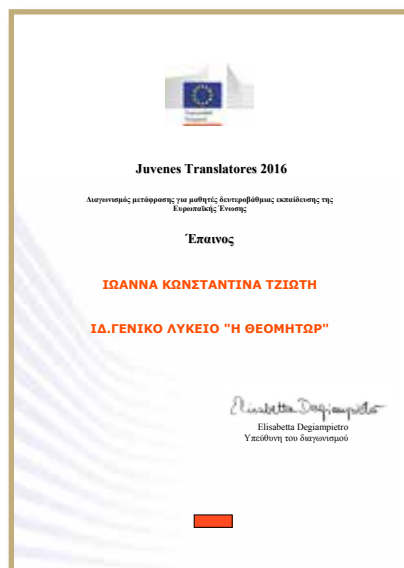 Juvenes Translatores 2016
Διαγωνισμός μετάφρασης για μαθητές δευτεροβάθμιας εκπαίδευσης της
Ευρωπαϊκής Ένωσης
Έπαινος
ΙΩΑΝΝΑ ΚΩΝΣΤΑΝΤΙΝΑ ΤΖΙΩΤΗ
ΙΔ.ΓΕΝΙΚΟ ΛΥΚΕΙΟ "Η ΘΕΟΜΗΤΩΡ"
Elisabetta Degiampietro
Elisabetta Degiampietro
Υπεύθυνη του διαγωνισμού